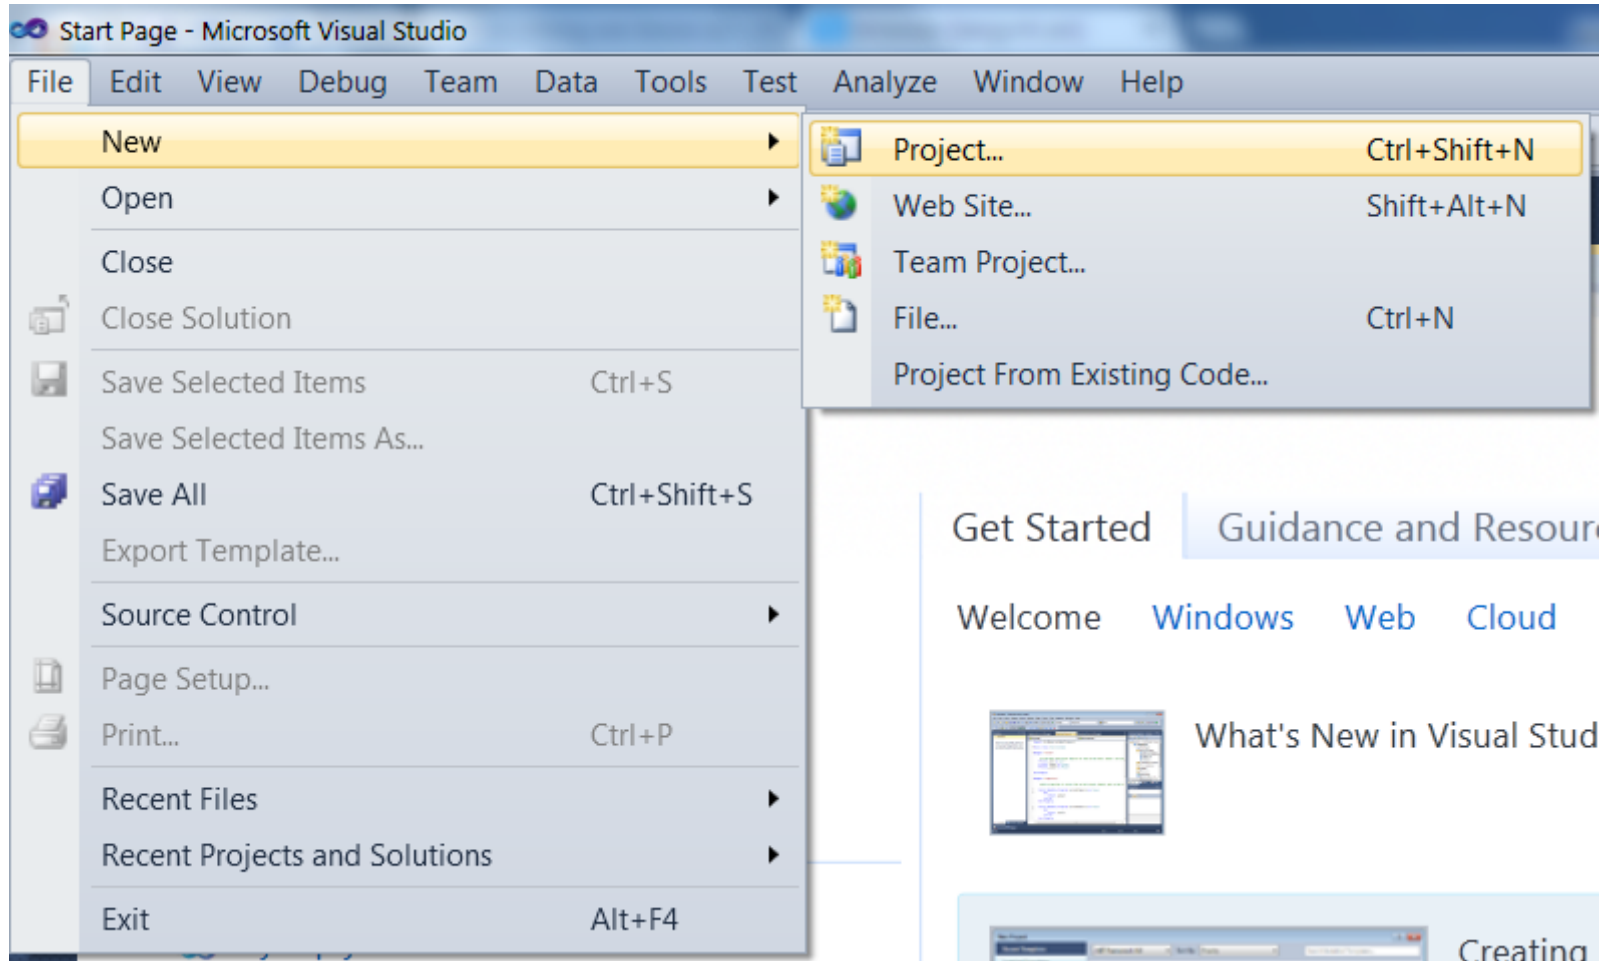 Start Page - Microsoft Visual Studio
File Edit View Debug Team Data Tools Test Analyze Window Help
New
Open
Close
Close Solution
Save Selected Items Ctrl+S
Save Selected Items As...
Save All Ctrl+Shift+S
Export Template...
Source Control
Page Setup...
Print... Ctrl+P
Recent Files
Recent Projects and Solutions
Exit Alt+F4
Project... Ctrl+Shift+N
Web Site... Shift+Alt+N
Team Project...
File... Ctrl+N
Project From Existing Code...
Get Started Guidance and Resour
Welcome Windows Web Cloud
What's New in Visual Stud
Creating